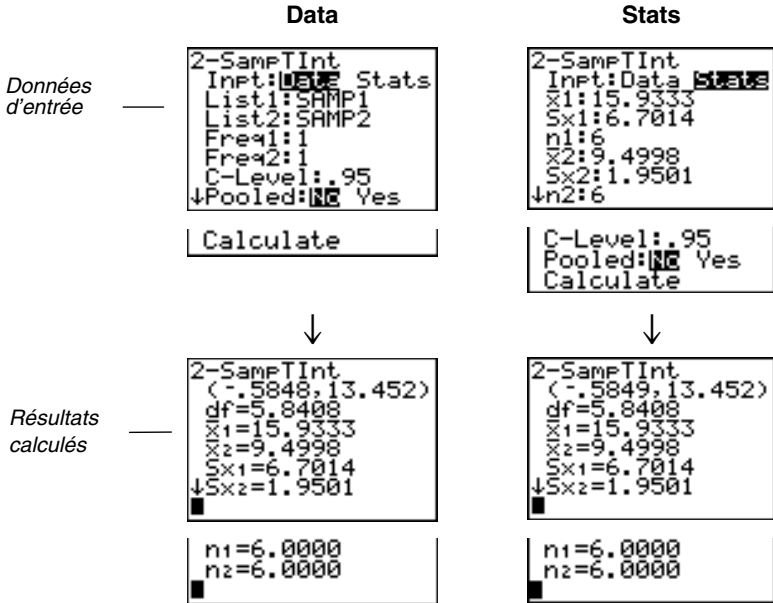 Data
Stats
Données
d'entrée
2-SampTInt
Inpt:Data Stats
List1:SAMP1
List2:SAMP2
Freq1:1
Freq2:1
C-Level:.95
↓Pooled:No Yes
Calculate
2-SampTInt
Inpt:Data Stats
x̄1:15.9333
Sx1:6.7014
n1:6
x̄2:9.4998
Sx2:1.9501
↓n2:6
C-Level:.95
Pooled:No Yes
Calculate
↓
↓
Résultats
calculés
2-SampTInt
(-.5848,13.452)
df=5.8408
x̄1=15.9333
x̄2=9.4998
Sx1=6.7014
↓Sx2=1.9501
n1=6.0000
n2=6.0000
2-SampTInt
(-.5849,13.452)
df=5.8408
x̄1=15.9333
x̄2=9.4998
Sx1=6.7014
↓Sx2=1.9501
n1=6.0000
n2=6.0000